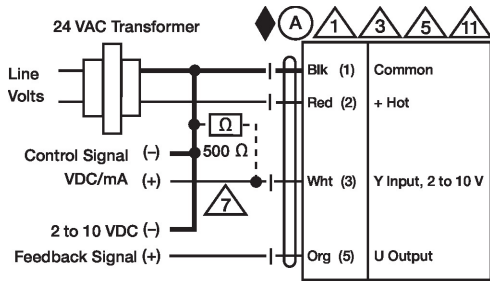 24 VAC Transformer
A 1 3 5 11
Line
Volts
Blk (1) Common
Red (2) + Hot
Ω
500 Ω
Control Signal (–)
VDC/mA (+)
Wht (3) Y Input, 2 to 10 V
7
2 to 10 VDC (–)
Feedback Signal (+)
Org (5) U Output